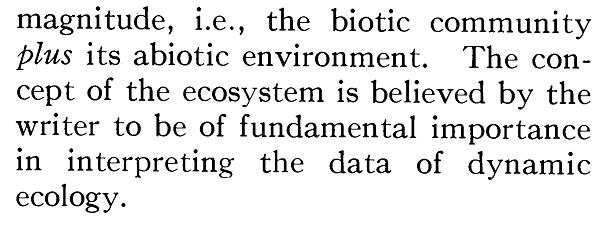 magnitude, i.e., the biotic community
plus its abiotic environment. The con-
cept of the ecosystem is believed by the
writer to be of fundamental importance
in interpreting the data of dynamic
ecology.